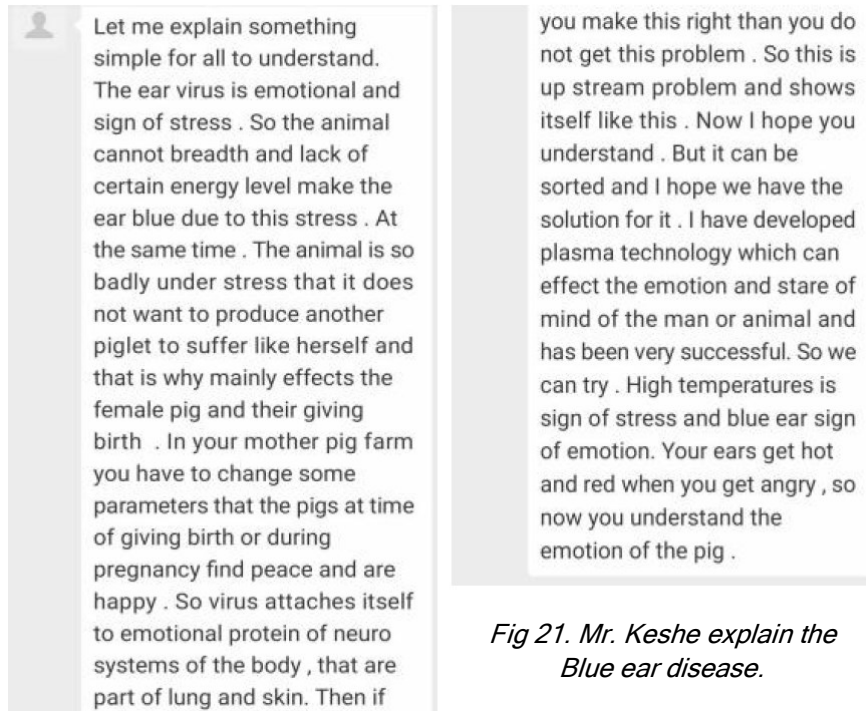 Let me explain something
simple for all to understand.
The ear virus is emotional and
sign of stress . So the animal
cannot breadth and lack of
certain energy level make the
ear blue due to this stress . At
the same time . The animal is so
badly under stress that it does
not want to produce another
piglet to suffer like herself and
that is why mainly effects the
female pig and their giving
birth  . In your mother pig farm
you have to change some
parameters that the pigs at time
of giving birth or during
pregnancy find peace and are
happy . So virus attaches itself
to emotional protein of neuro
systems of the body , that are
part of lung and skin. Then if
you make this right than you do
not get this problem . So this is
up stream problem and shows
itself like this . Now I hope you
understand . But it can be
sorted and I hope we have the
solution for it . I have developed
plasma technology which can
effect the emotion and stare of
mind of the man or animal and
has been very successful. So we
can try . High temperatures is
sign of stress and blue ear sign
of emotion. Your ears get hot
and red when you get angry , so
now you understand the
emotion of the pig .
Fig 21. Mr. Keshe explain the
Blue ear disease.